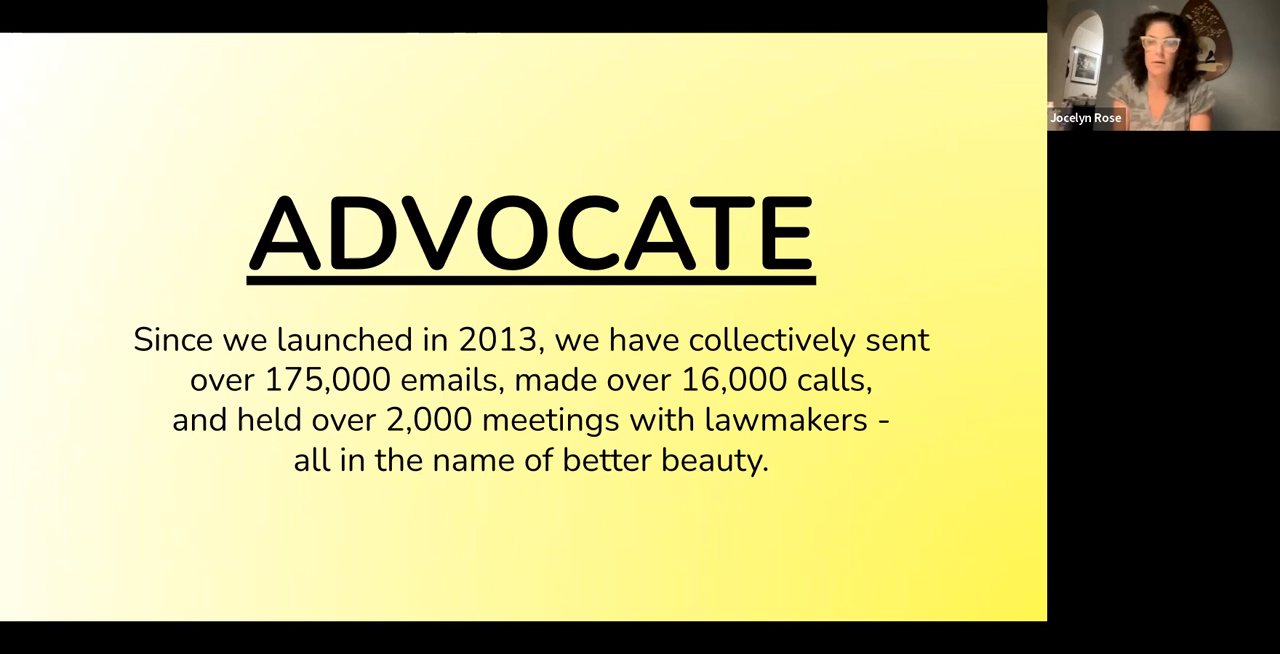 ADVOCATE
Since we launched in 2013, we have collectively sent
over 175,000 emails, made over 16,000 calls,
and held over 2,000 meetings with lawmakers -
all in the name of better beauty.
Jocelyn Rose